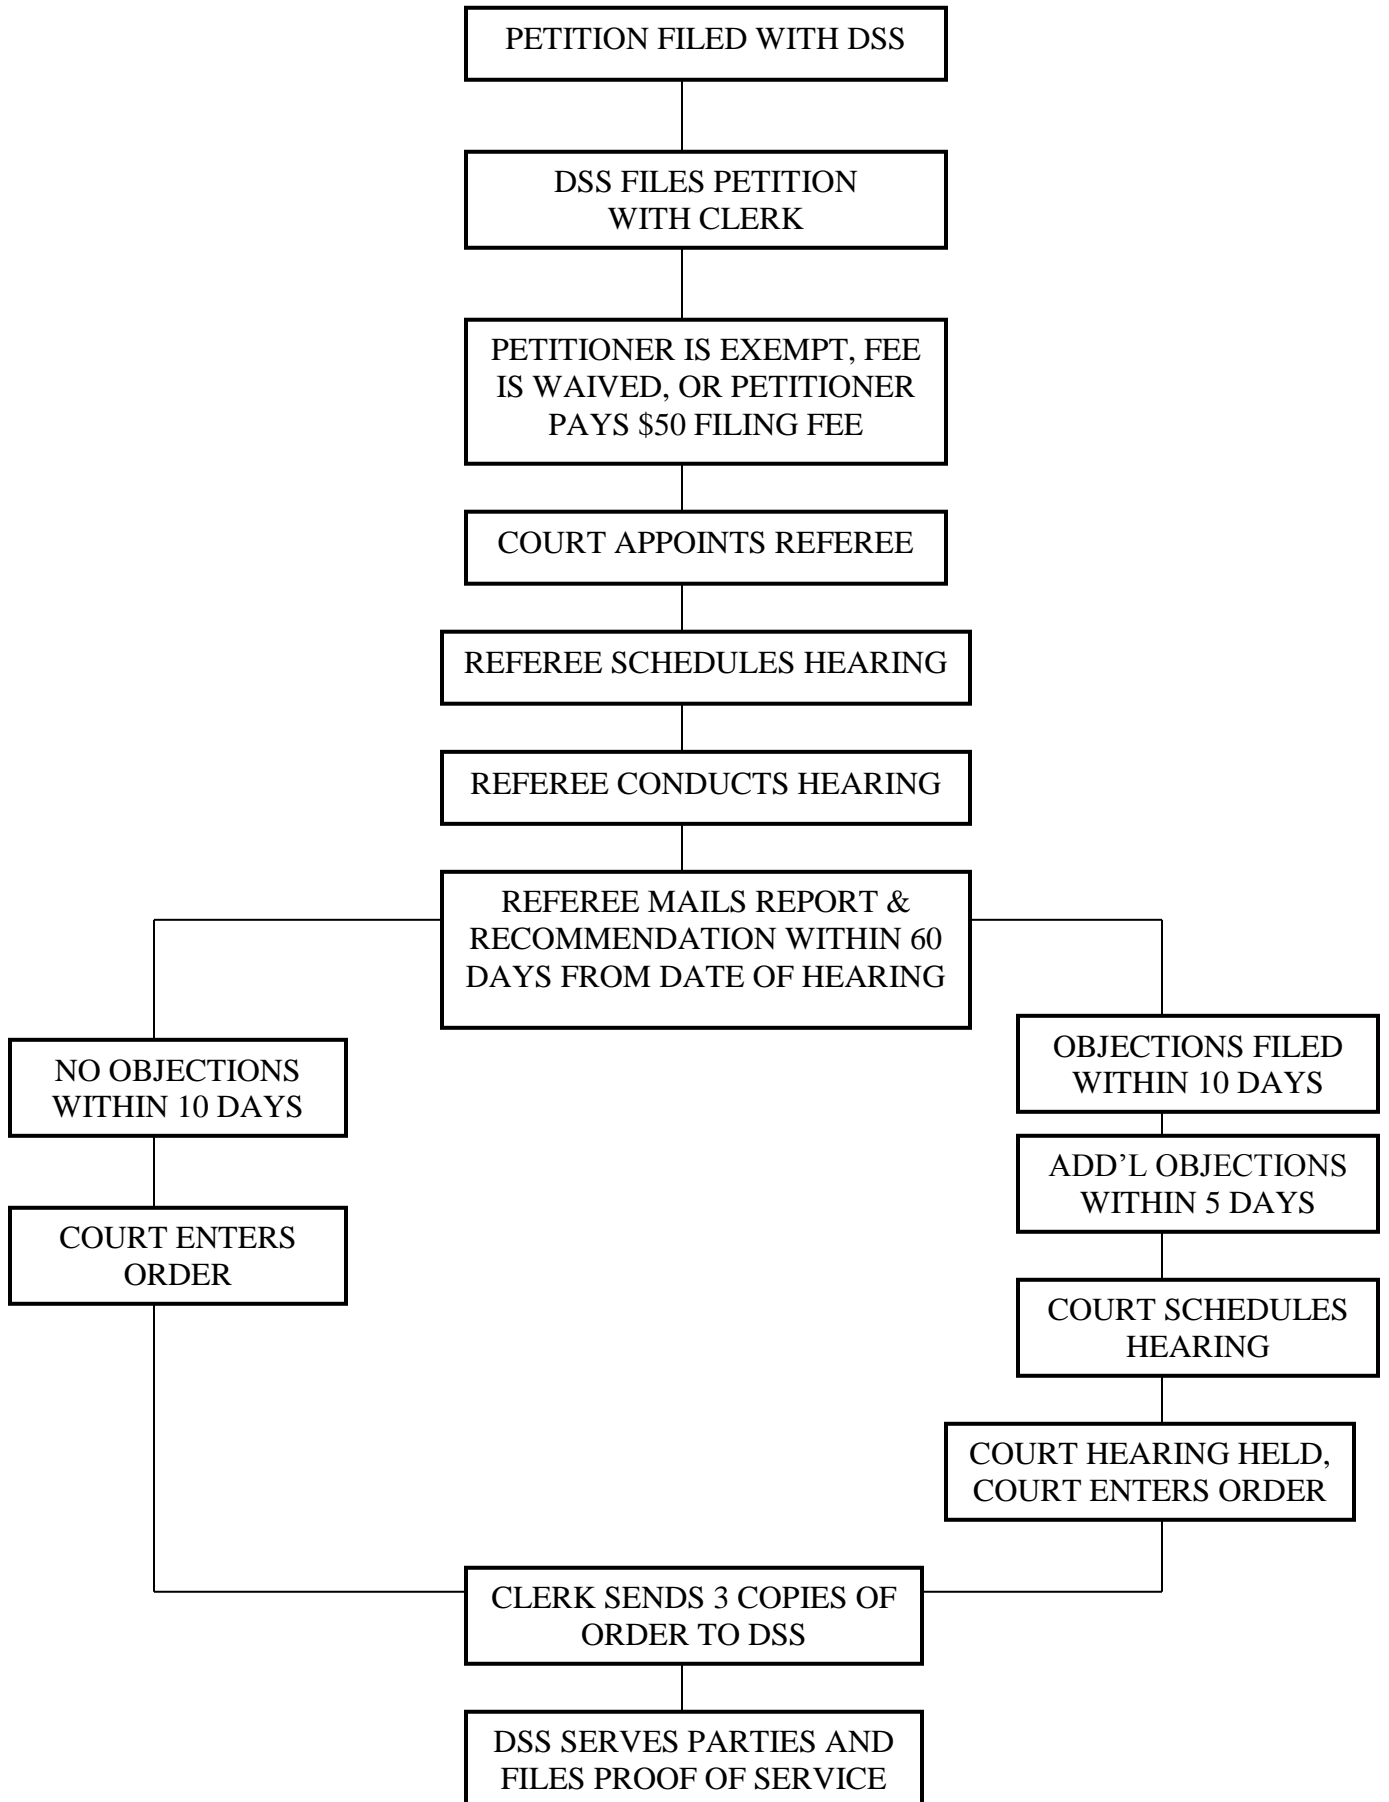 PETITION FILED WITH DSS
DSS FILES PETITION
WITH CLERK
PETITIONER IS EXEMPT, FEE
IS WAIVED, OR PETITIONER
PAYS $50 FILING FEE
COURT APPOINTS REFEREE
REFEREE SCHEDULES HEARING
REFEREE CONDUCTS HEARING
REFEREE MAILS REPORT &
RECOMMENDATION WITHIN 60
DAYS FROM DATE OF HEARING
NO OBJECTIONS
WITHIN 10 DAYS
COURT ENTERS
ORDER
OBJECTIONS FILED
WITHIN 10 DAYS
ADD’L OBJECTIONS
WITHIN 5 DAYS
COURT SCHEDULES
HEARING
COURT HEARING HELD,
COURT ENTERS ORDER
CLERK SENDS 3 COPIES OF
ORDER TO DSS
DSS SERVES PARTIES AND
FILES PROOF OF SERVICE